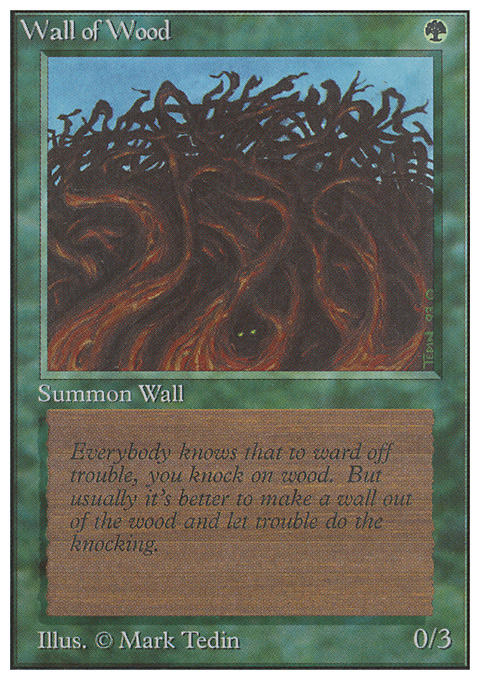 Wall of Wood
TEDIN 93 ©
Summon Wall
Everybody knows that to ward off
trouble, you knock on wood. But
usually it's better to make a wall out
of the wood and let trouble do the
knocking.
Illus. © Mark Tedin
0/3